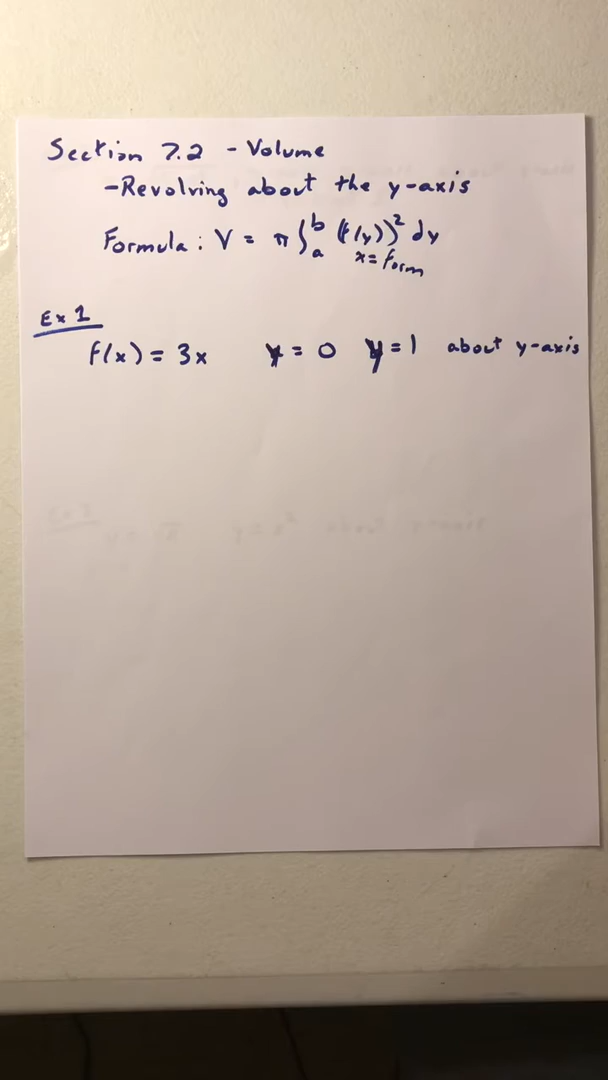 Section 7.2 - Volume
- Revolving about the y-axis
Formula: V = π ∫ₐᵇ (f(y))² dy
x = form
Ex 1
f(x) = 3x y = 0 y = 1 about y-axis